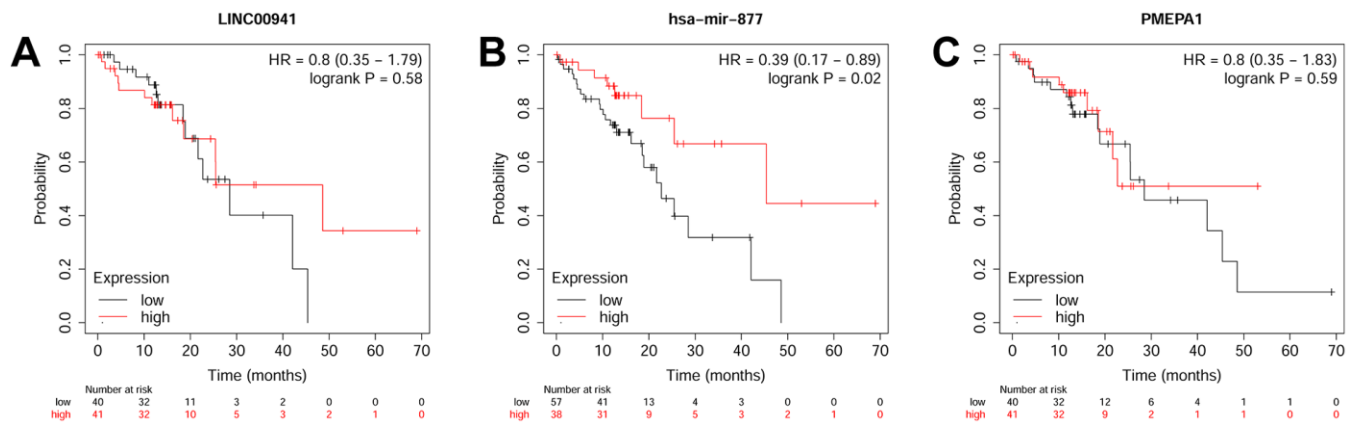 LINC00941
A
HR = 0.8 (0.35 − 1.79)
logrank P = 0.58
Probability
1.0
0.8
0.6
0.4
0.2
0.0
Expression
low
high
0 10 20 30 40 50 60 70
Time (months)
Number at risk
low 40 32 11 3 2 0 0 0
high 41 32 10 5 3 2 1 0
hsa−mir−877
B
HR = 0.39 (0.17 − 0.89)
logrank P = 0.02
Probability
1.0
0.8
0.6
0.4
0.2
0.0
Expression
low
high
0 10 20 30 40 50 60 70
Time (months)
Number at risk
low 57 41 13 4 3 0 0 0
high 38 31 9 5 3 2 1 0
PMEPA1
C
HR = 0.8 (0.35 − 1.83)
logrank P = 0.59
Probability
1.0
0.8
0.6
0.4
0.2
0.0
Expression
low
high
0 10 20 30 40 50 60 70
Time (months)
Number at risk
low 40 32 12 6 4 1 1 0
high 41 32 9 2 1 1 0 0